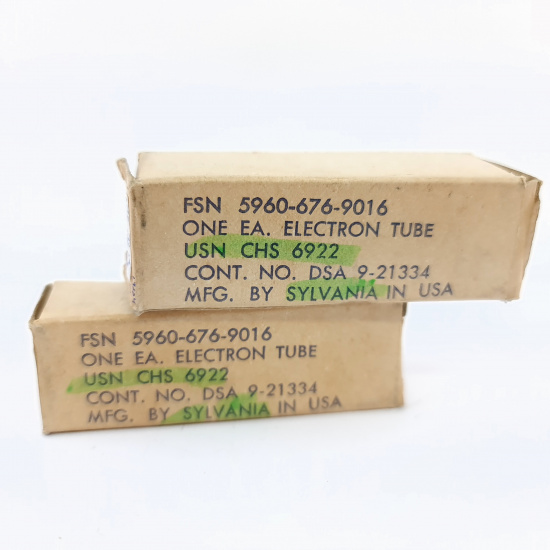 FSN 5960-676-9016
ONE EA. ELECTRON TUBE
USN CHS 6922
CONT. NO. DSA 9-21334
MFG. BY SYLVANIA IN USA
FSN 5960-676-9016
ONE EA. ELECTRON TUBE
USN CHS 6922
CONT. NO. DSA 9-21334
MFG. BY SYLVANIA IN USA